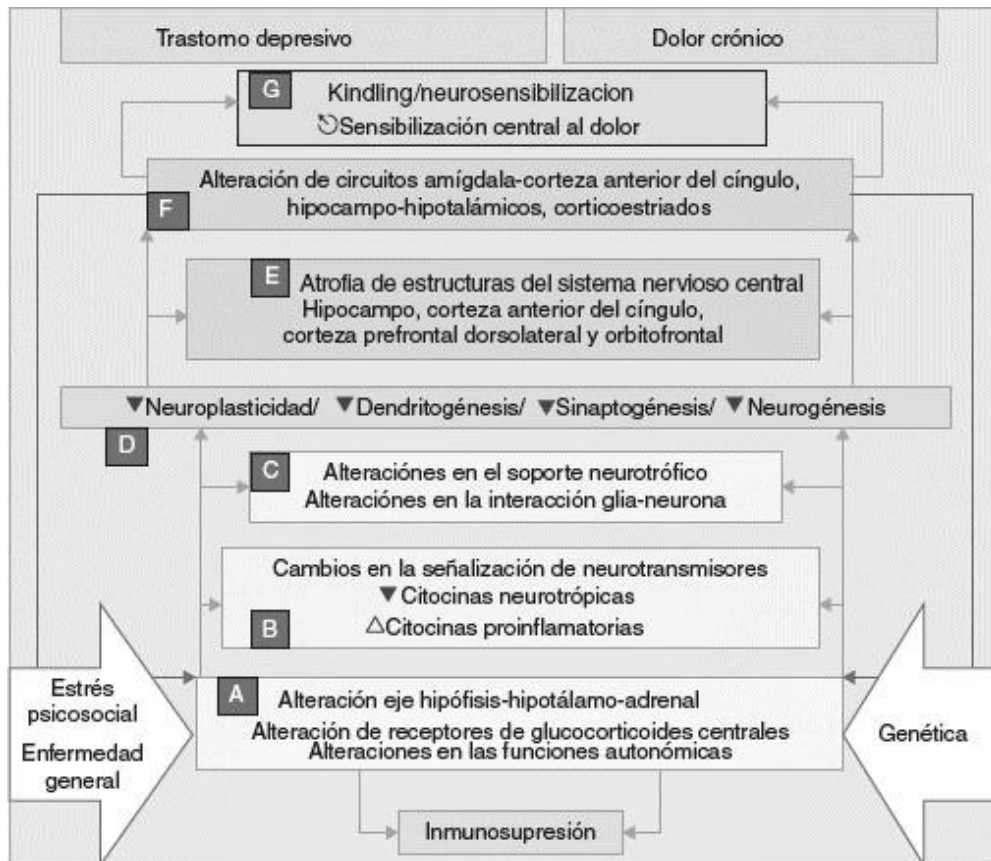 Trastorno depresivo
Dolor crónico
G
Kindling/neurosensibilizacion
Sensibilización central al dolor
Alteración de circuitos amígdala-corteza anterior del cíngulo,
hipocampo-hipotalámicos, corticoestriados
F
E
Atrofia de estructuras del sistema nervioso central
Hipocampo, corteza anterior del cíngulo,
corteza prefrontal dorsolateral y orbitofrontal
▼Neuroplasticidad/ ▼Dendritogénesis/ ▼Sinaptogénesis/ ▼Neurogénesis
D
C
Alteraciónes en el soporte neurotrófico
Alteraciónes en la interacción glia-neurona
Cambios en la señalización de neurotransmisores
▼Citocinas neurotrópicas
△Citocinas proinflamatorias
B
A
Alteración eje hipófisis-hipotálamo-adrenal
Alteración de receptores de glucocorticoides centrales
Alteraciones en las funciones autonómicas
Estrés
psicosocial
Enfermedad
general
Genética
Inmunosupresión